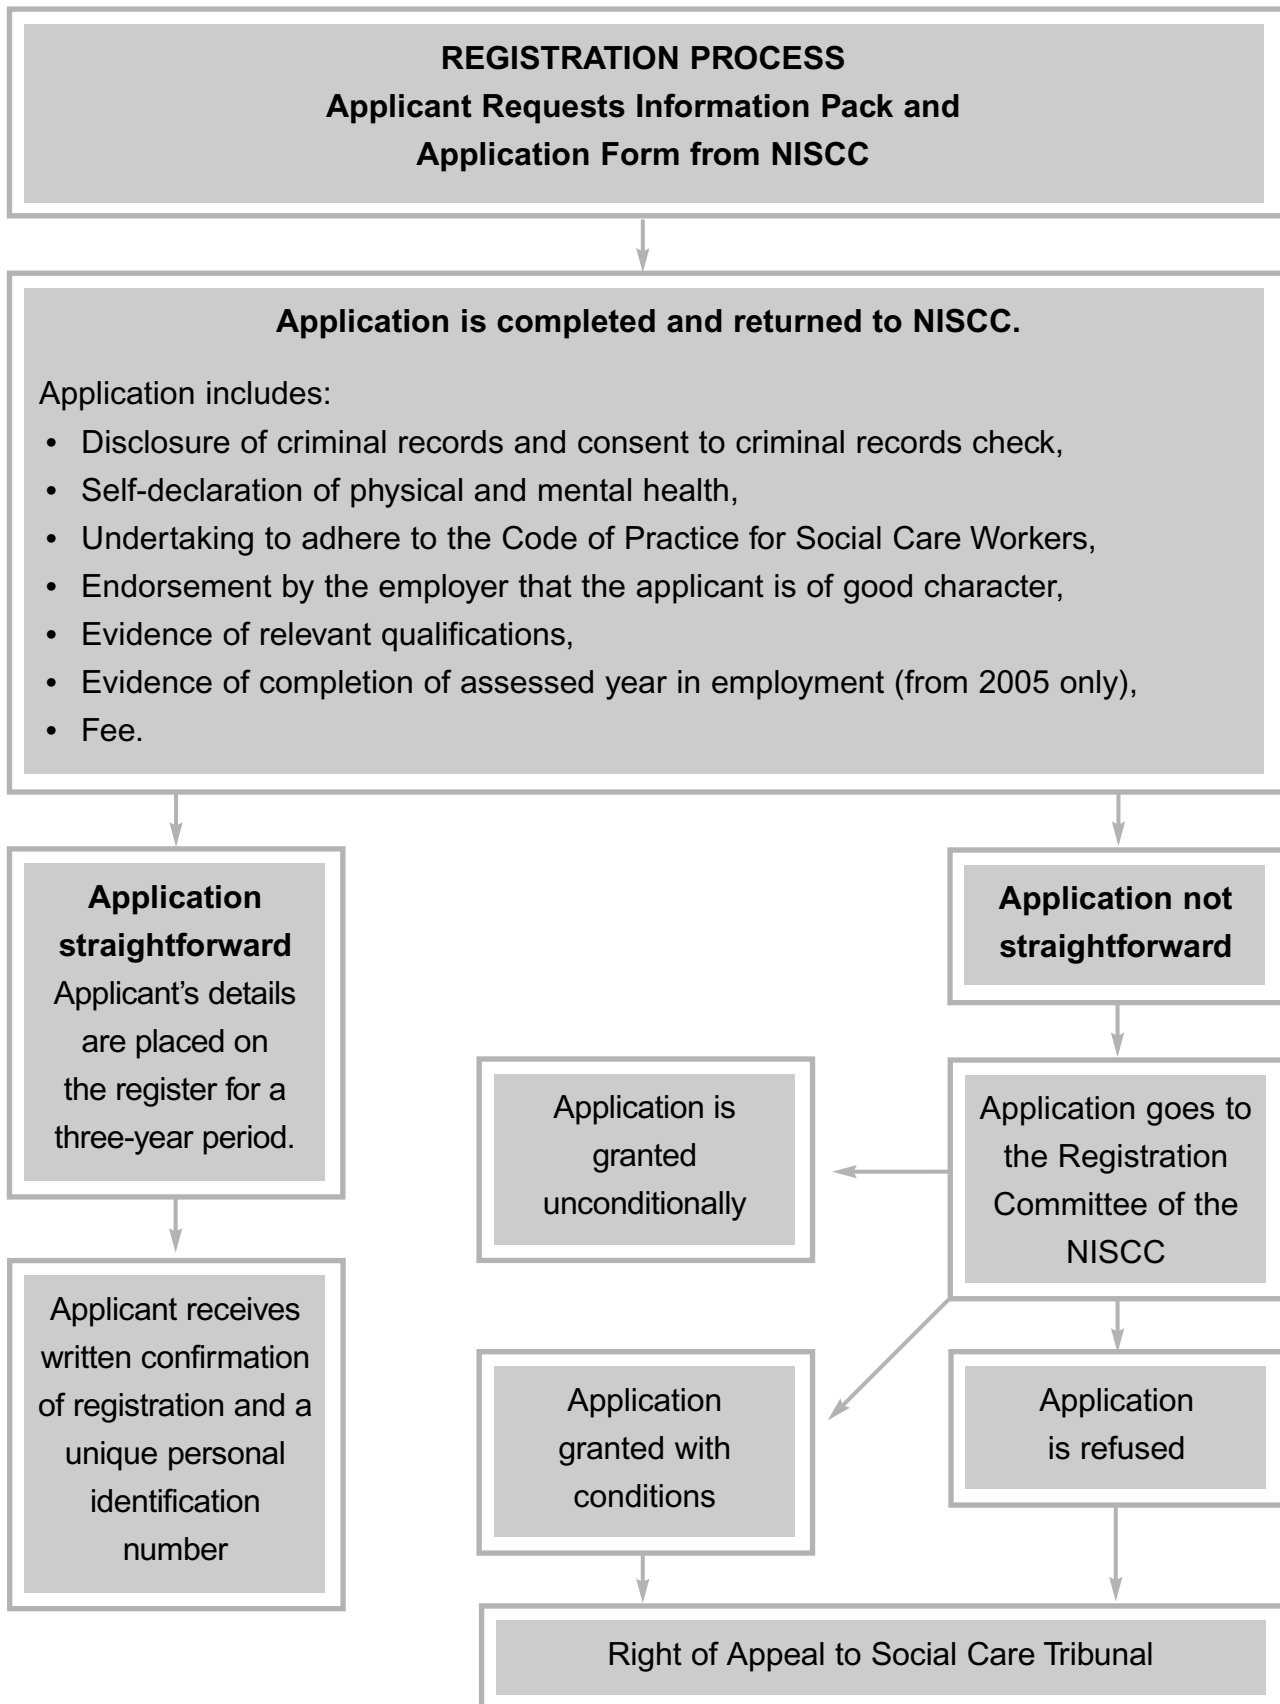 REGISTRATION PROCESS
Applicant Requests Information Pack and
Application Form from NISCC
Application is completed and returned to NISCC.
Application includes:
• Disclosure of criminal records and consent to criminal records check,
• Self-declaration of physical and mental health,
• Undertaking to adhere to the Code of Practice for Social Care Workers,
• Endorsement by the employer that the applicant is of good character,
• Evidence of relevant qualifications,
• Evidence of completion of assessed year in employment (from 2005 only),
• Fee.
Application
straightforward
Applicant’s details
are placed on
the register for a
three-year period.
Applicant receives
written confirmation
of registration and a
unique personal
identification
number
Application not
straightforward
Application goes to
the Registration
Committee of the
NISCC
Application is
granted
unconditionally
Application
granted with
conditions
Application
is refused
Right of Appeal to Social Care Tribunal